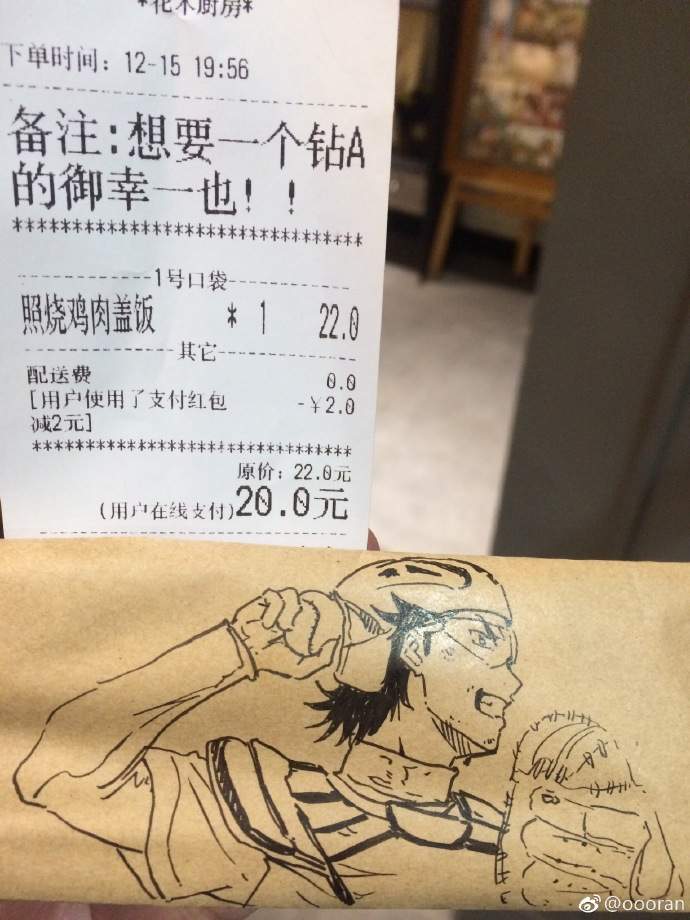 *花木厨房*
下单时间: 12-15 19:56
备注:想要一个钻A
的御幸一也!!
*****************************
1号口袋
照烧鸡肉盖饭 * 1 22.0
其它
配送费 0.0
[用户使用了支付红包 -￥2.0
减2元]
*****************************
原价: 22.0元
(用户在线支付)20.0元
@oooran